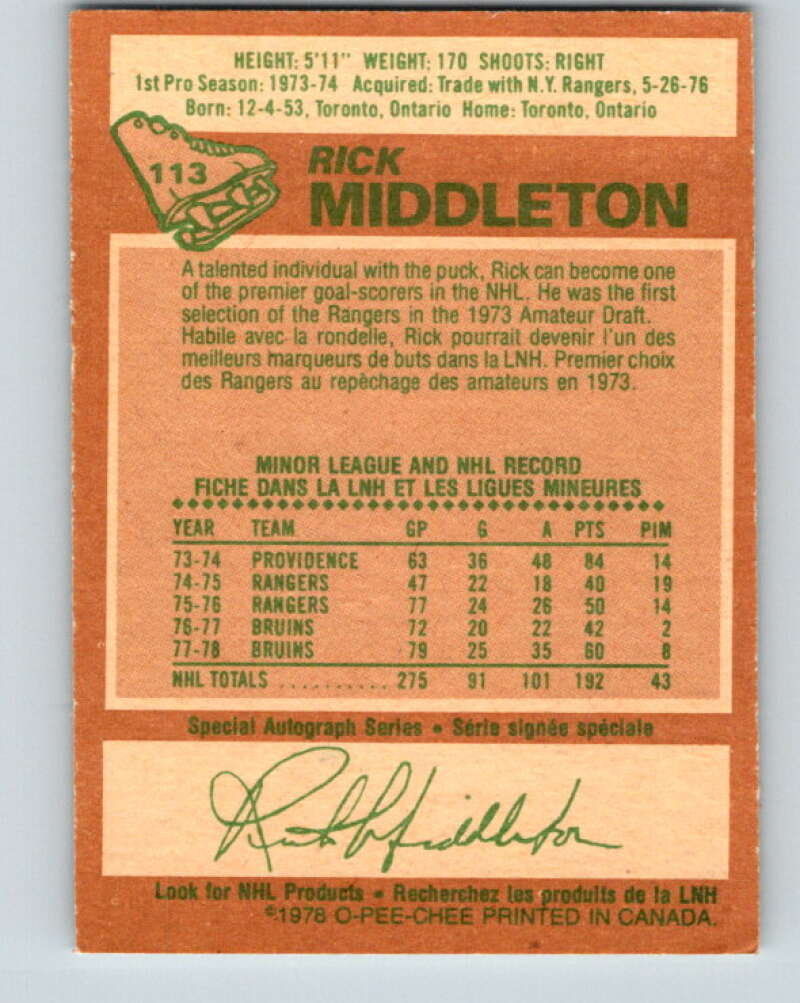 HEIGHT: 5'11" WEIGHT: 170 SHOOTS: RIGHT
1st Pro Season: 1973-74 Acquired: Trade with N.Y. Rangers, 5-26-76
Born: 12-4-53, Toronto, Ontario Home: Toronto, Ontario
113
RICK
MIDDLETON
A talented individual with the puck, Rick can become one
of the premier goal-scorers in the NHL. He was the first
selection of the Rangers in the 1973 Amateur Draft.
Habile avec la rondelle, Rick pourrait devenir l'un des
meilleurs marqueurs de buts dans la LNH. Premier choix
des Rangers au repêchage des amateurs en 1973.
MINOR LEAGUE AND NHL RECORD
FICHE DANS LA LNH ET LES LIGUES MINEURES
YEAR TEAM GP G A PTS PIM
73-74 PROVIDENCE 63 36 48 84 14
74-75 RANGERS 47 22 18 40 19
75-76 RANGERS 77 24 26 50 14
76-77 BRUINS 72 20 22 42 2
77-78 BRUINS 79 25 35 60 8
NHL TOTALS .......... 275 91 101 192 43
Special Autograph Series • Série signée spéciale
Rick Middleton
Look for NHL Products • Recherchez les produits de la LNH
©1978 O-PEE-CHEE PRINTED IN CANADA.